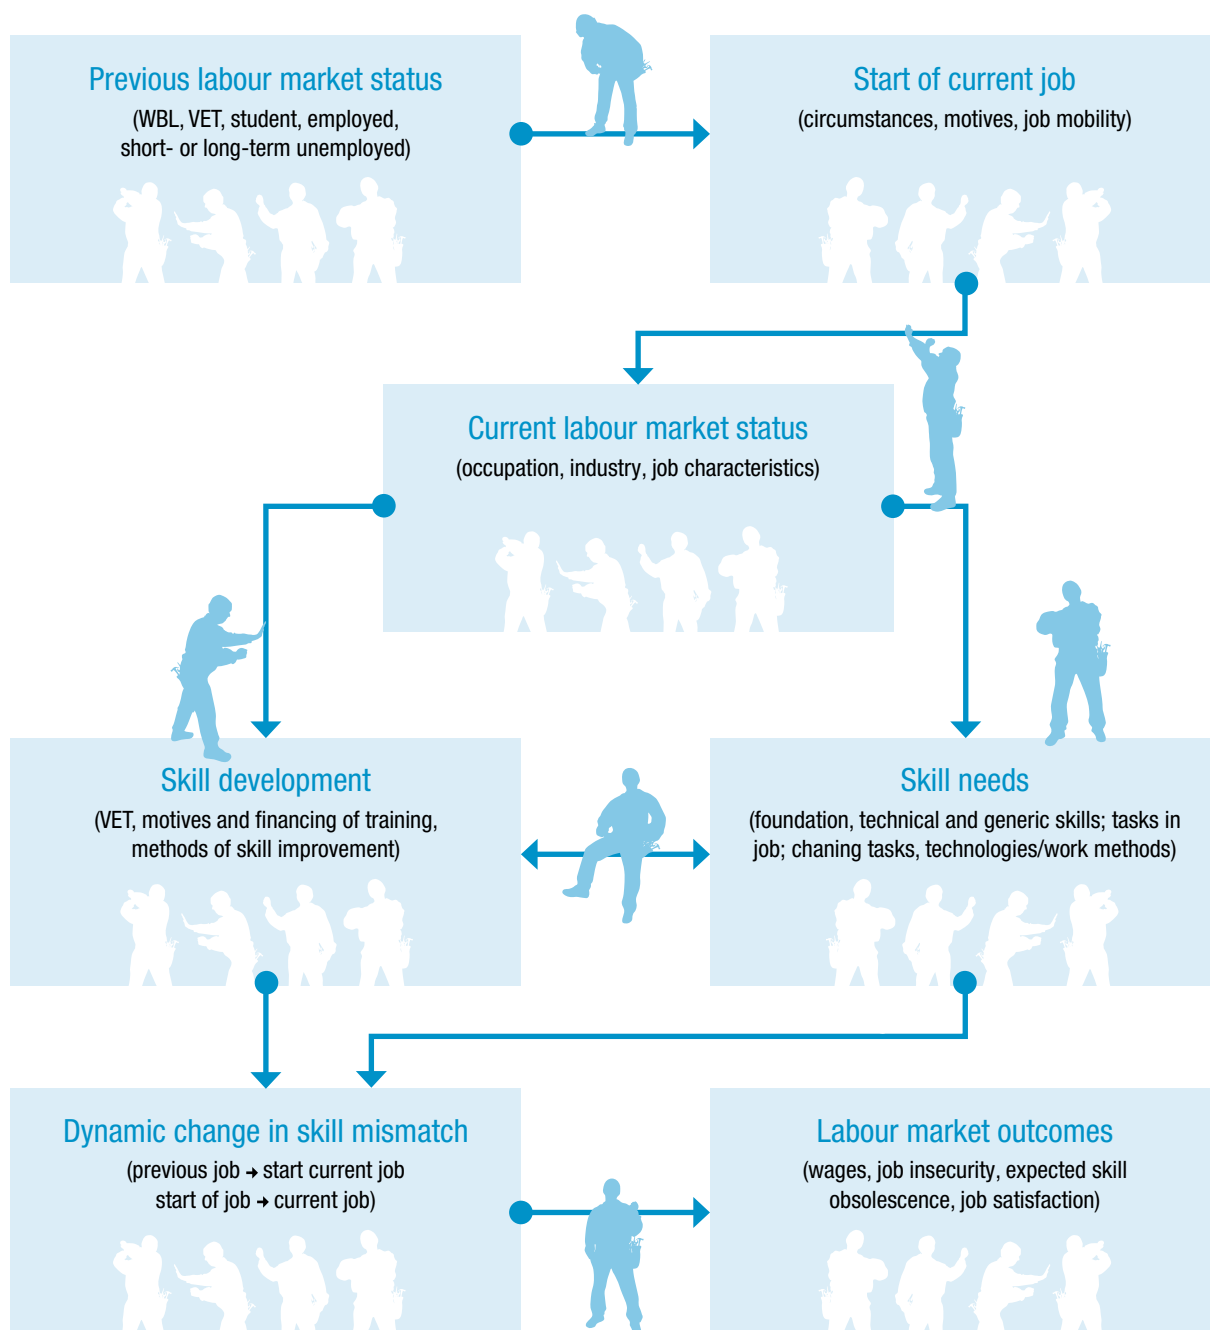 Previous labour market status
(WBL, VET, student, employed,
short- or long-term unemployed)
Start of current job
(circumstances, motives, job mobility)
Current labour market status
(occupation, industry, job characteristics)
Skill development
(VET, motives and financing of training,
methods of skill improvement)
Skill needs
(foundation, technical and generic skills; tasks in
job; chaning tasks, technologies/work methods)
Dynamic change in skill mismatch
(previous job → start current job
start of job → current job)
Labour market outcomes
(wages, job insecurity, expected skill
obsolescence, job satisfaction)